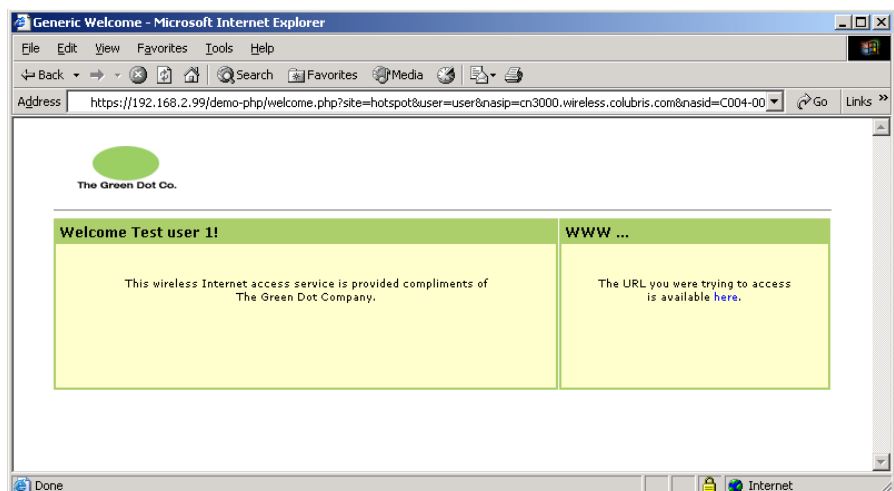 Generic Welcome - Microsoft Internet Explorer
File Edit View Favorites Tools Help
Back Search Favorites Media
Address https://192.168.2.99/demo-php/welcome.php?site=hotspot&user=user&nasip=cn3000.wireless.colubris.com&nasid=C004-00 Go Links »
The Green Dot Co.
Welcome Test user 1!
This wireless Internet access service is provided compliments of
The Green Dot Company.
WWW ...
The URL you were trying to access
is available here.
Done Internet